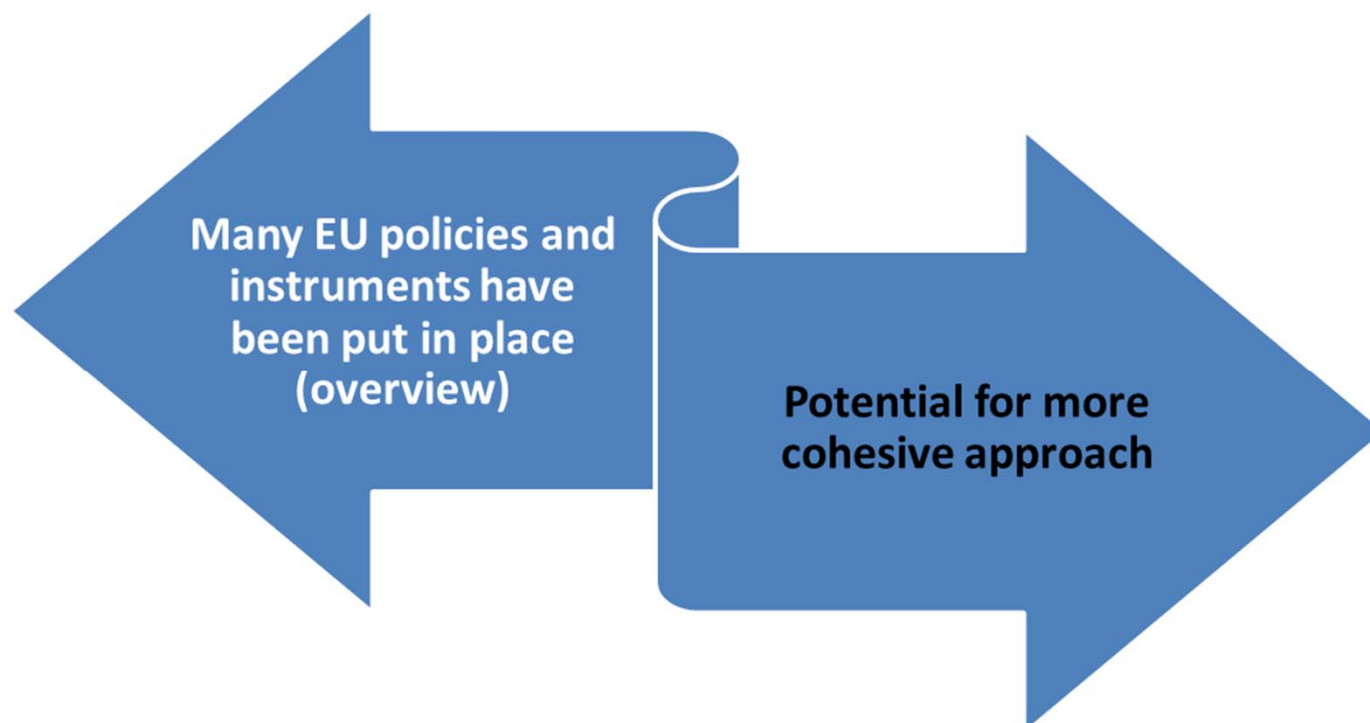 Many EU policies and
instruments have
been put in place
(overview)
Potential for more
cohesive approach